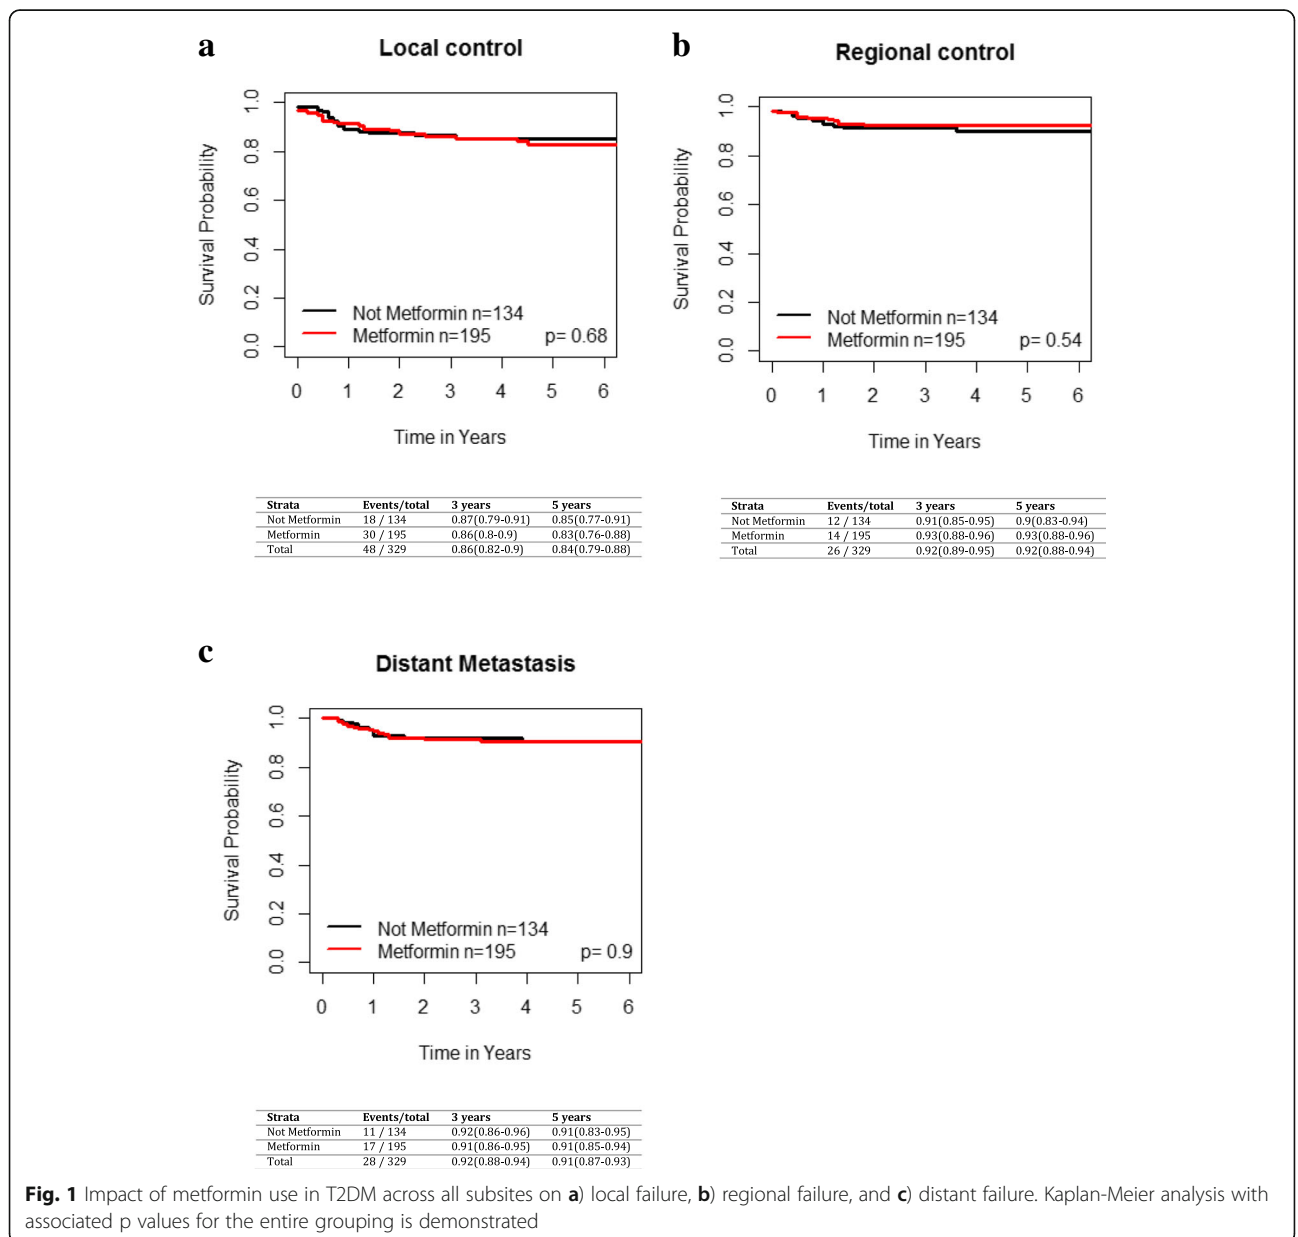 a
Local control
Survival Probability
1.0
0.8
0.6
0.4
0.2
0.0
Not Metformin n=134
Metformin n=195
p= 0.68
0 1 2 3 4 5 6
Time in Years
Strata Events/total 3 years 5 years
Not Metformin 18 / 134 0.87(0.79-0.91) 0.85(0.77-0.91)
Metformin 30 / 195 0.86(0.8-0.9) 0.83(0.76-0.88)
Total 48 / 329 0.86(0.82-0.9) 0.84(0.79-0.88)
b
Regional control
Survival Probability
1.0
0.8
0.6
0.4
0.2
0.0
Not Metformin n=134
Metformin n=195
p= 0.54
0 1 2 3 4 5 6
Time in Years
Strata Events/total 3 years 5 years
Not Metformin 12 / 134 0.91(0.85-0.95) 0.9(0.83-0.94)
Metformin 14 / 195 0.93(0.88-0.96) 0.93(0.88-0.96)
Total 26 / 329 0.92(0.89-0.95) 0.92(0.88-0.94)
c
Distant Metastasis
Survival Probability
1.0
0.8
0.6
0.4
0.2
0.0
Not Metformin n=134
Metformin n=195
p= 0.9
0 1 2 3 4 5 6
Time in Years
Strata Events/total 3 years 5 years
Not Metformin 11 / 134 0.92(0.86-0.96) 0.91(0.83-0.95)
Metformin 17 / 195 0.91(0.86-0.95) 0.91(0.85-0.94)
Total 28 / 329 0.92(0.88-0.94) 0.91(0.87-0.93)
Fig. 1 Impact of metformin use in T2DM across all subsites on a) local failure, b) regional failure, and c) distant failure. Kaplan-Meier analysis with
associated p values for the entire grouping is demonstrated